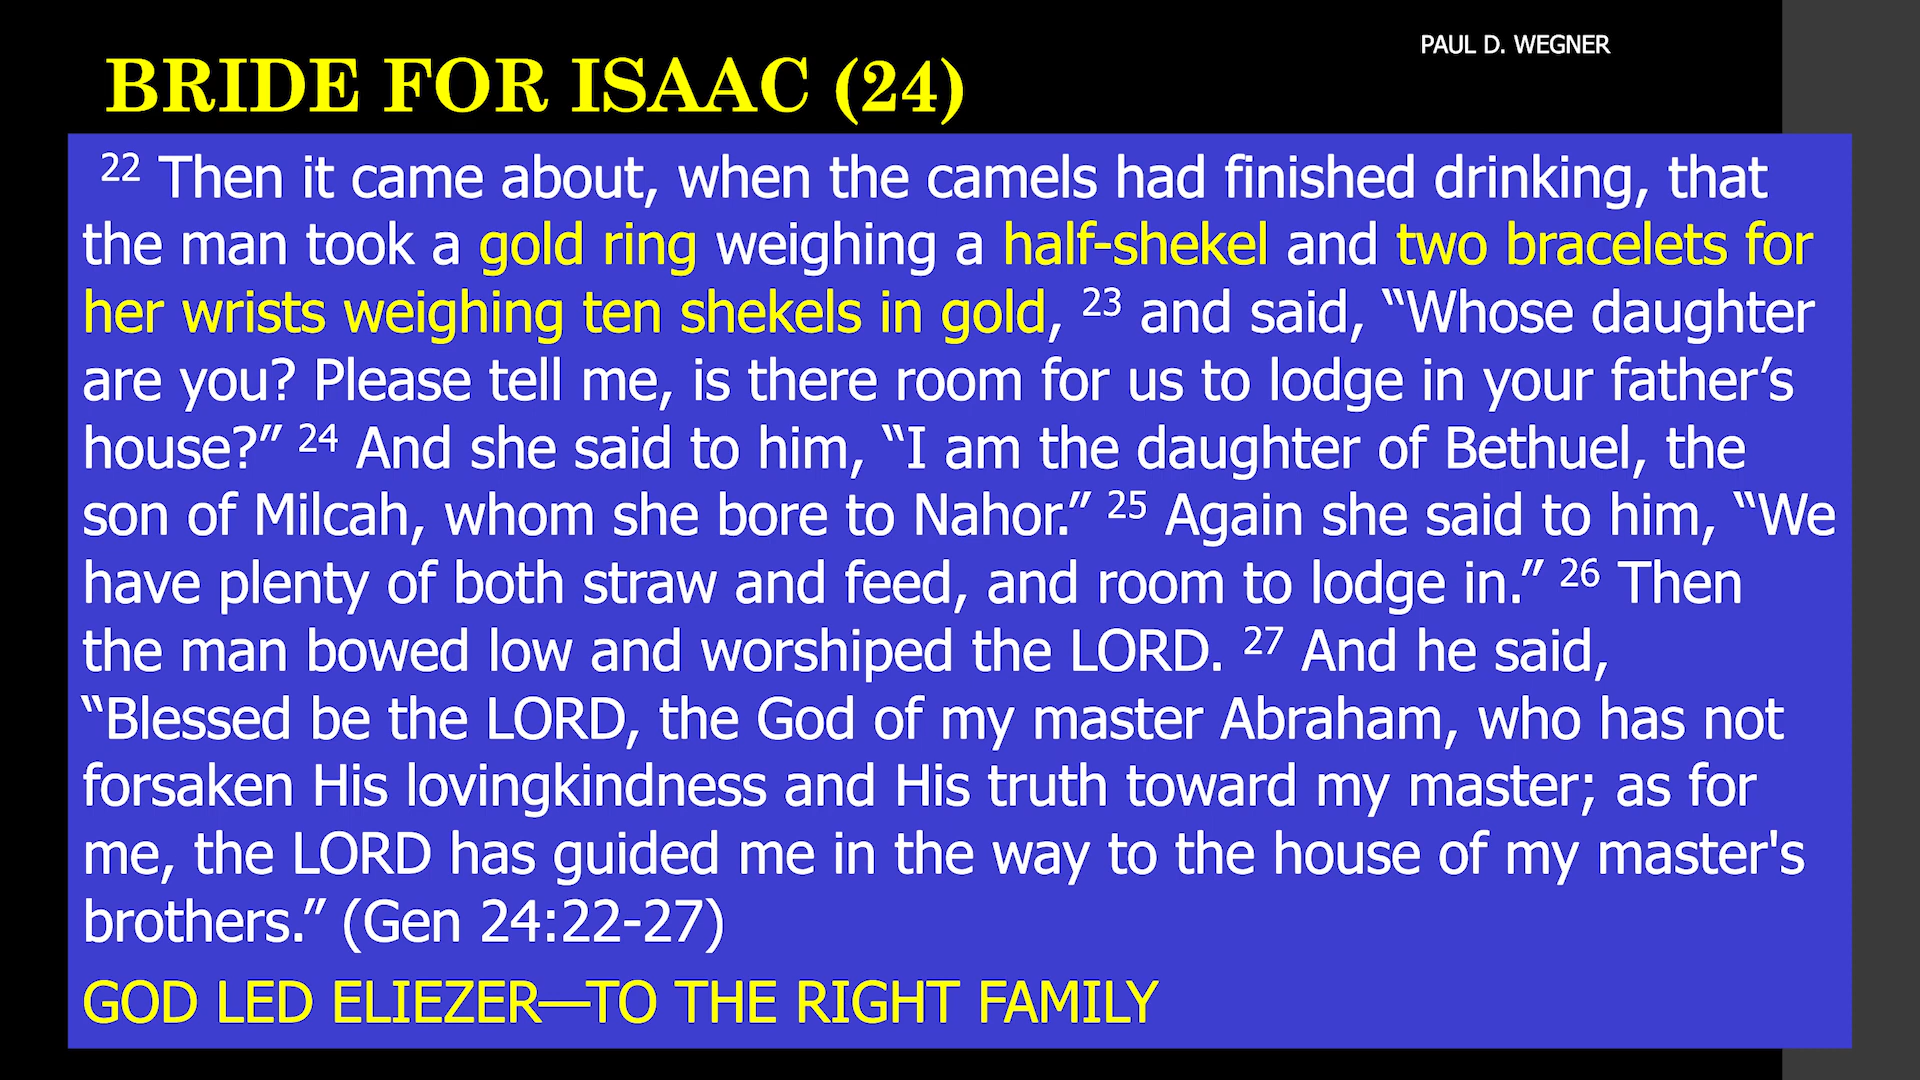 PAUL D. WEGNER
BRIDE FOR ISAAC (24)
22 Then it came about, when the camels had finished drinking, that
the man took a gold ring weighing a half-shekel and two bracelets for
her wrists weighing ten shekels in gold, 23 and said, “Whose daughter
are you? Please tell me, is there room for us to lodge in your father’s
house?” 24 And she said to him, “I am the daughter of Bethuel, the
son of Milcah, whom she bore to Nahor.” 25 Again she said to him, “We
have plenty of both straw and feed, and room to lodge in.” 26 Then
the man bowed low and worshiped the LORD. 27 And he said,
“Blessed be the LORD, the God of my master Abraham, who has not
forsaken His lovingkindness and His truth toward my master; as for
me, the LORD has guided me in the way to the house of my master's
brothers.” (Gen 24:22-27)
GOD LED ELIEZER—TO THE RIGHT FAMILY